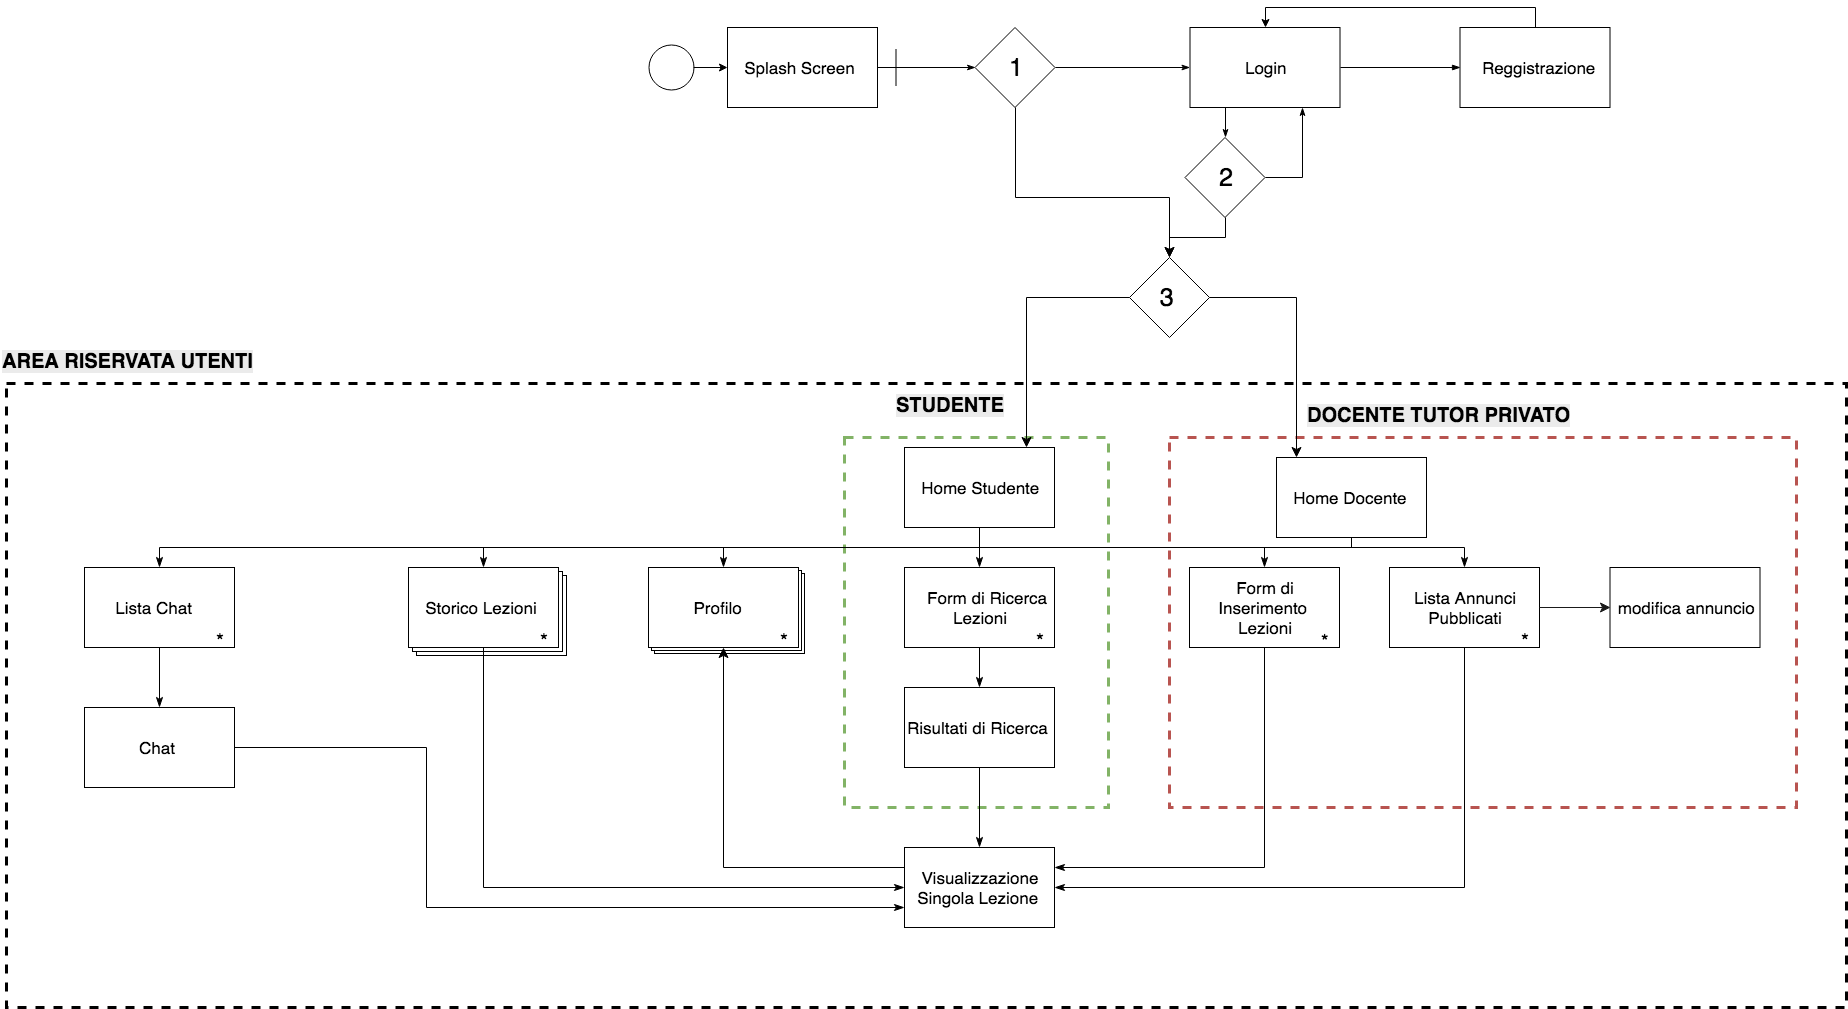 Splash Screen
1
Login
Reggistrazione
2
3
AREA RISERVATA UTENTI
STUDENTE
DOCENTE TUTOR PRIVATO
Home Studente
Home Docente
Lista Chat
*
Storico Lezioni
*
Profilo
*
Form di Ricerca
Lezioni
*
Form di
Inserimento
Lezioni
*
Lista Annunci
Pubblicati
*
modifica annuncio
Chat
Risultati di Ricerca
Visualizzazione
Singola Lezione